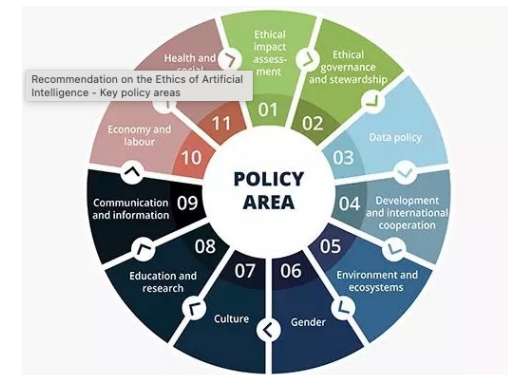 Ethical
impact
assess-
ment
01
Ethical
governance
and stewardship
02
Data policy
03
Development
and international
cooperation
04
Environment and
ecosystems
05
Gender
06
Culture
07
Education and
research
08
Communication
and information
09
Economy and
labour
10
Health and
11
Recommendation on the Ethics of Artificial
Intelligence - Key policy areas
POLICY
AREA